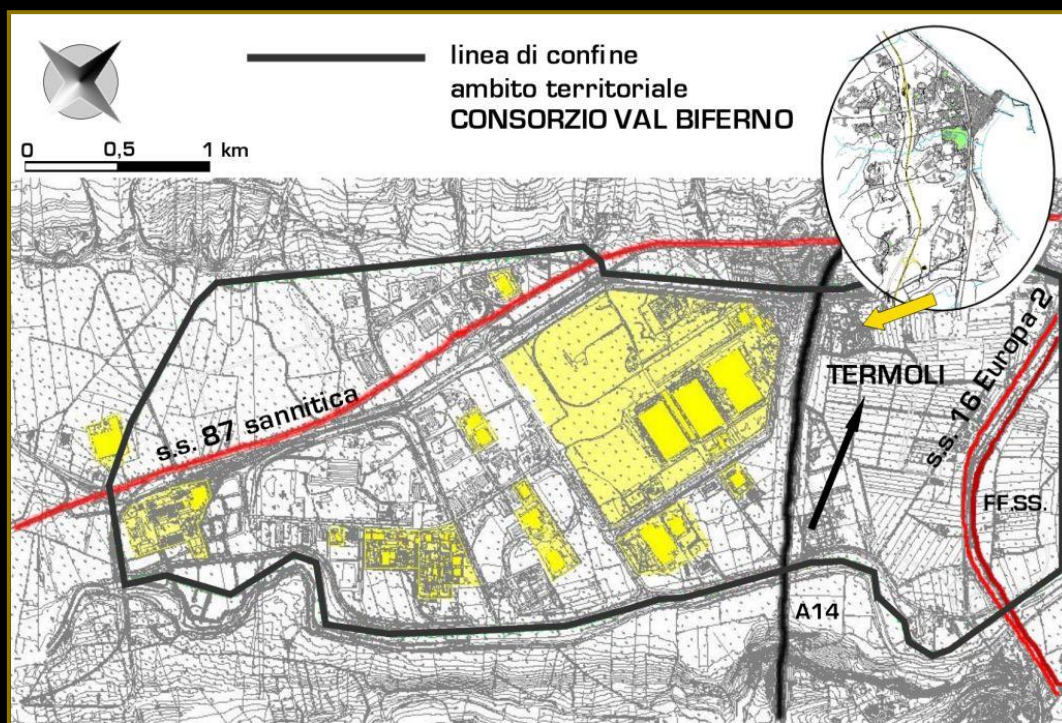 linea di confine
ambito territoriale
CONSORZIO VAL BIFERNO
0 0,5 1 km
s.s. 87 sannitica
TERMOLI
s.s. 16 Europa 2
FF.SS.
A14